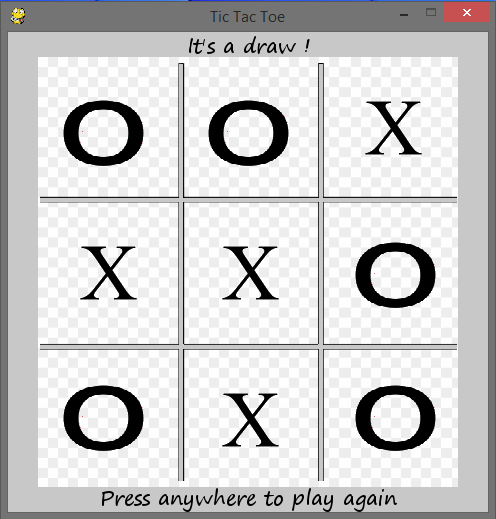 Tic Tac Toe
It's a draw !
O O X
X X O
O X O
Press anywhere to play again